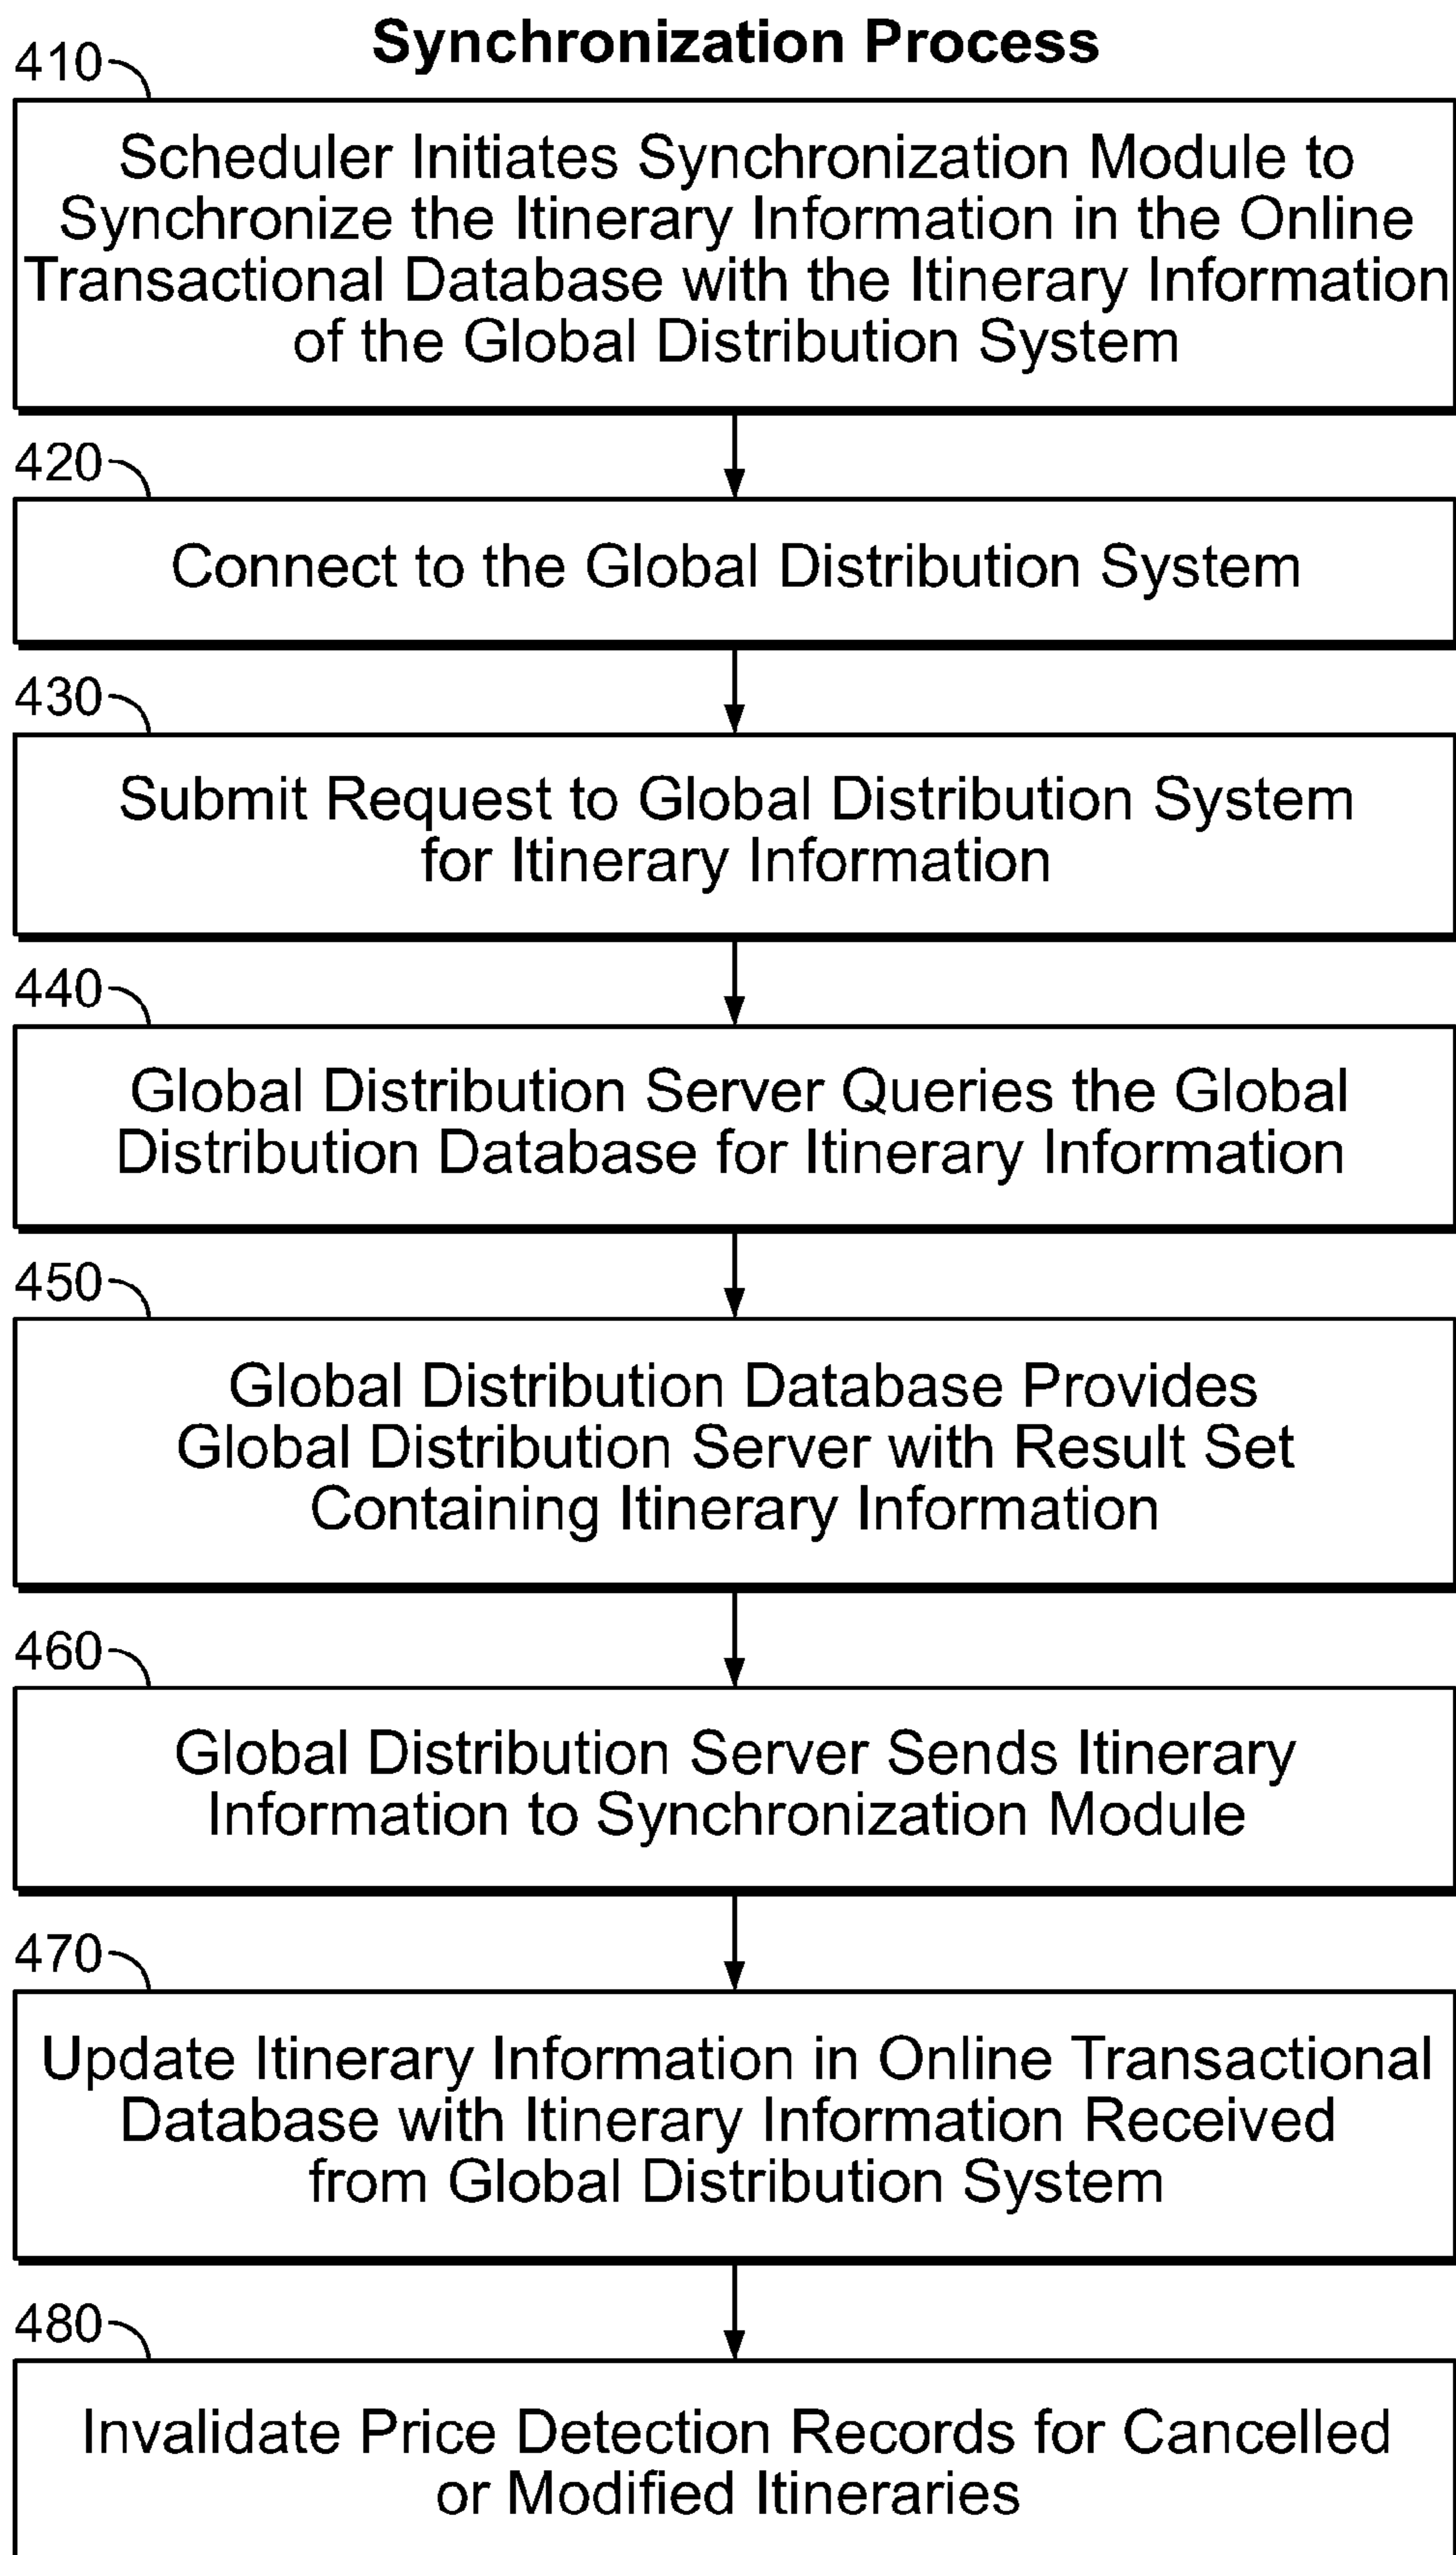 Synchronization Process
410
Scheduler Initiates Synchronization Module to
Synchronize the Itinerary Information in the Online
Transactional Database with the Itinerary Information
of the Global Distribution System
420
Connect to the Global Distribution System
430
Submit Request to Global Distribution System
for Itinerary Information
440
Global Distribution Server Queries the Global
Distribution Database for Itinerary Information
450
Global Distribution Database Provides
Global Distribution Server with Result Set
Containing Itinerary Information
460
Global Distribution Server Sends Itinerary
Information to Synchronization Module
470
Update Itinerary Information in Online Transactional
Database with Itinerary Information Received
from Global Distribution System
480
Invalidate Price Detection Records for Cancelled
or Modified Itineraries